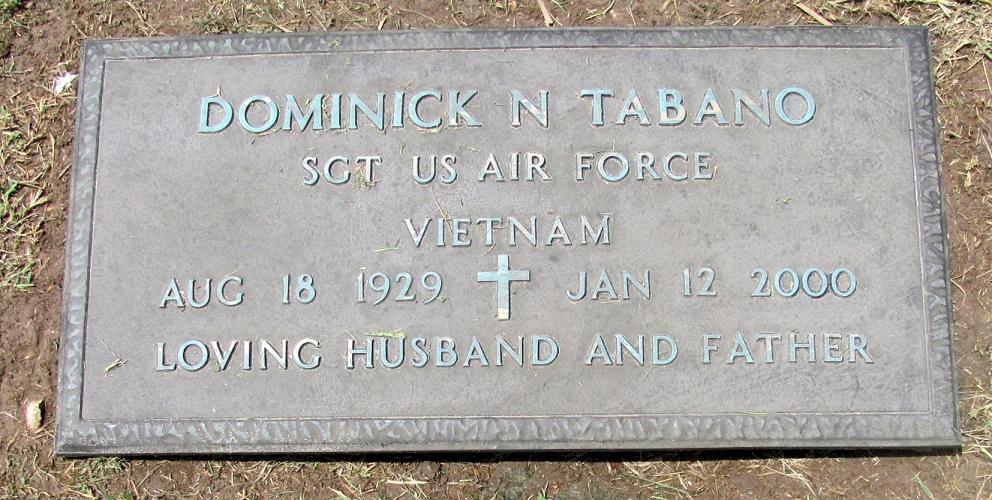 DOMINICK N TABANO
SGT US AIR FORCE
VIETNAM
AUG 18 1929 JAN 12 2000
LOVING HUSBAND AND FATHER